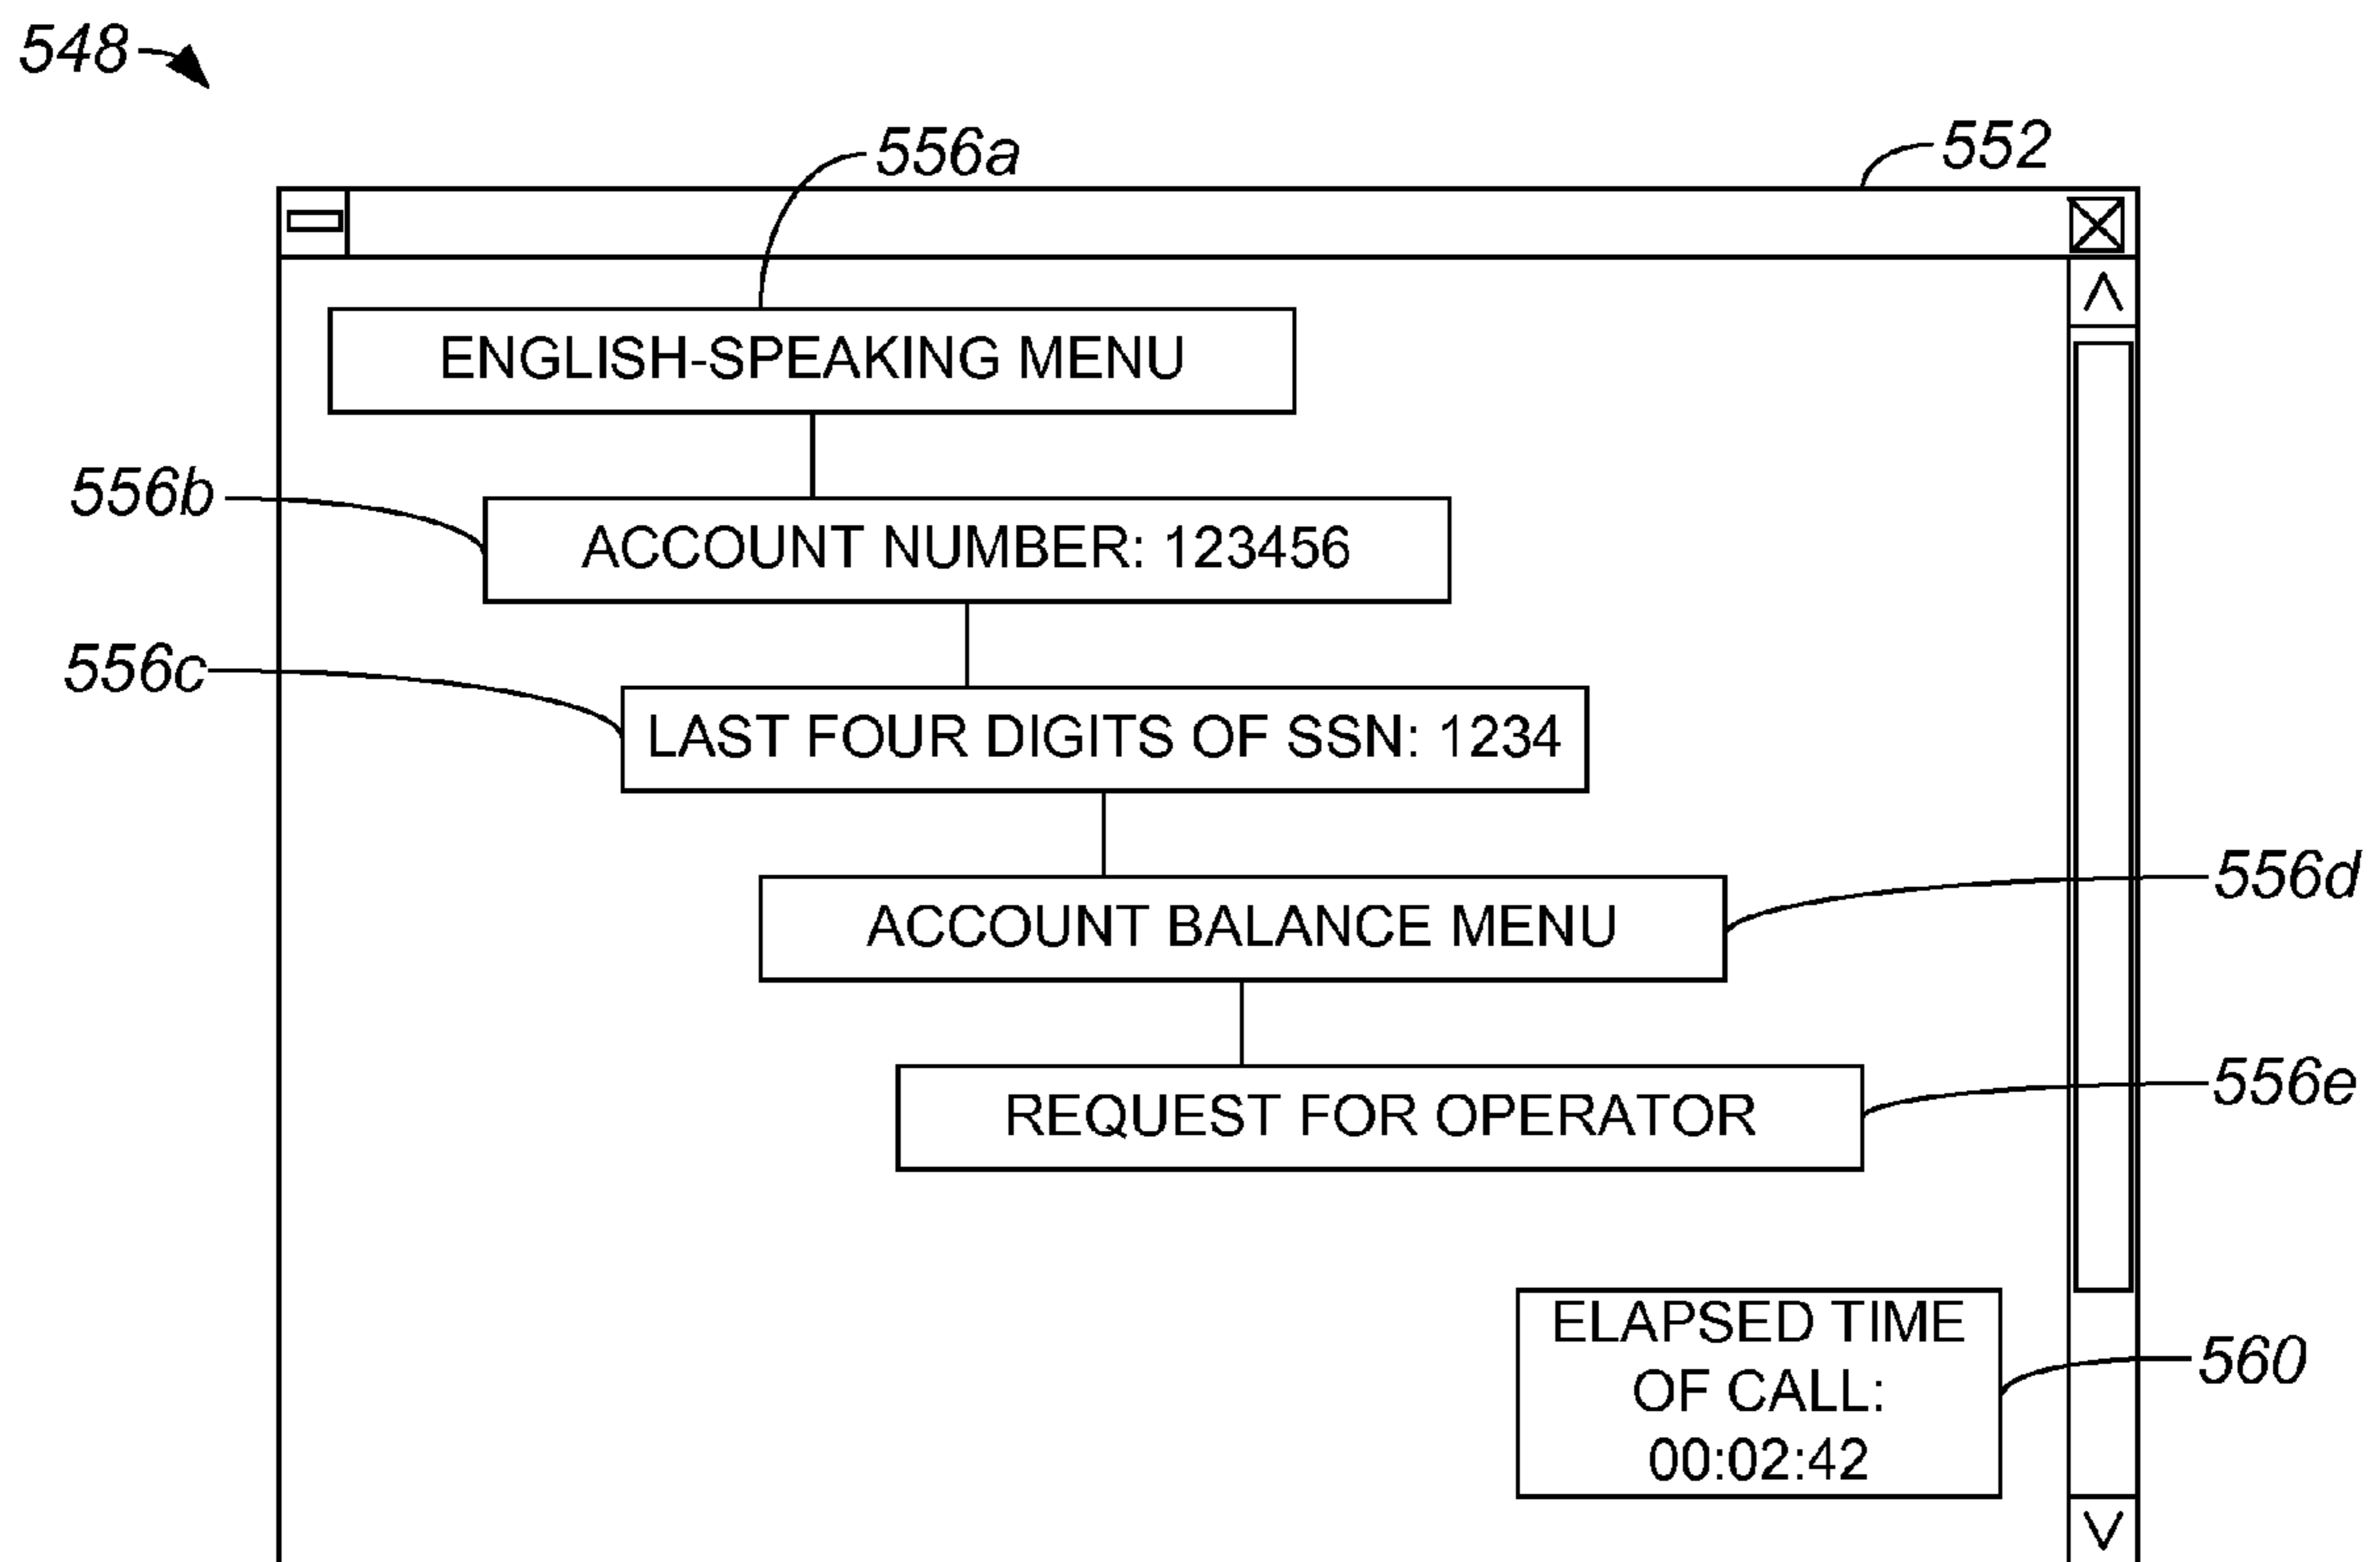 548
556a
552
ENGLISH-SPEAKING MENU
556b
ACCOUNT NUMBER: 123456
556c
LAST FOUR DIGITS OF SSN: 1234
556d
ACCOUNT BALANCE MENU
556e
REQUEST FOR OPERATOR
ELAPSED TIME
OF CALL:
00:02:42
560